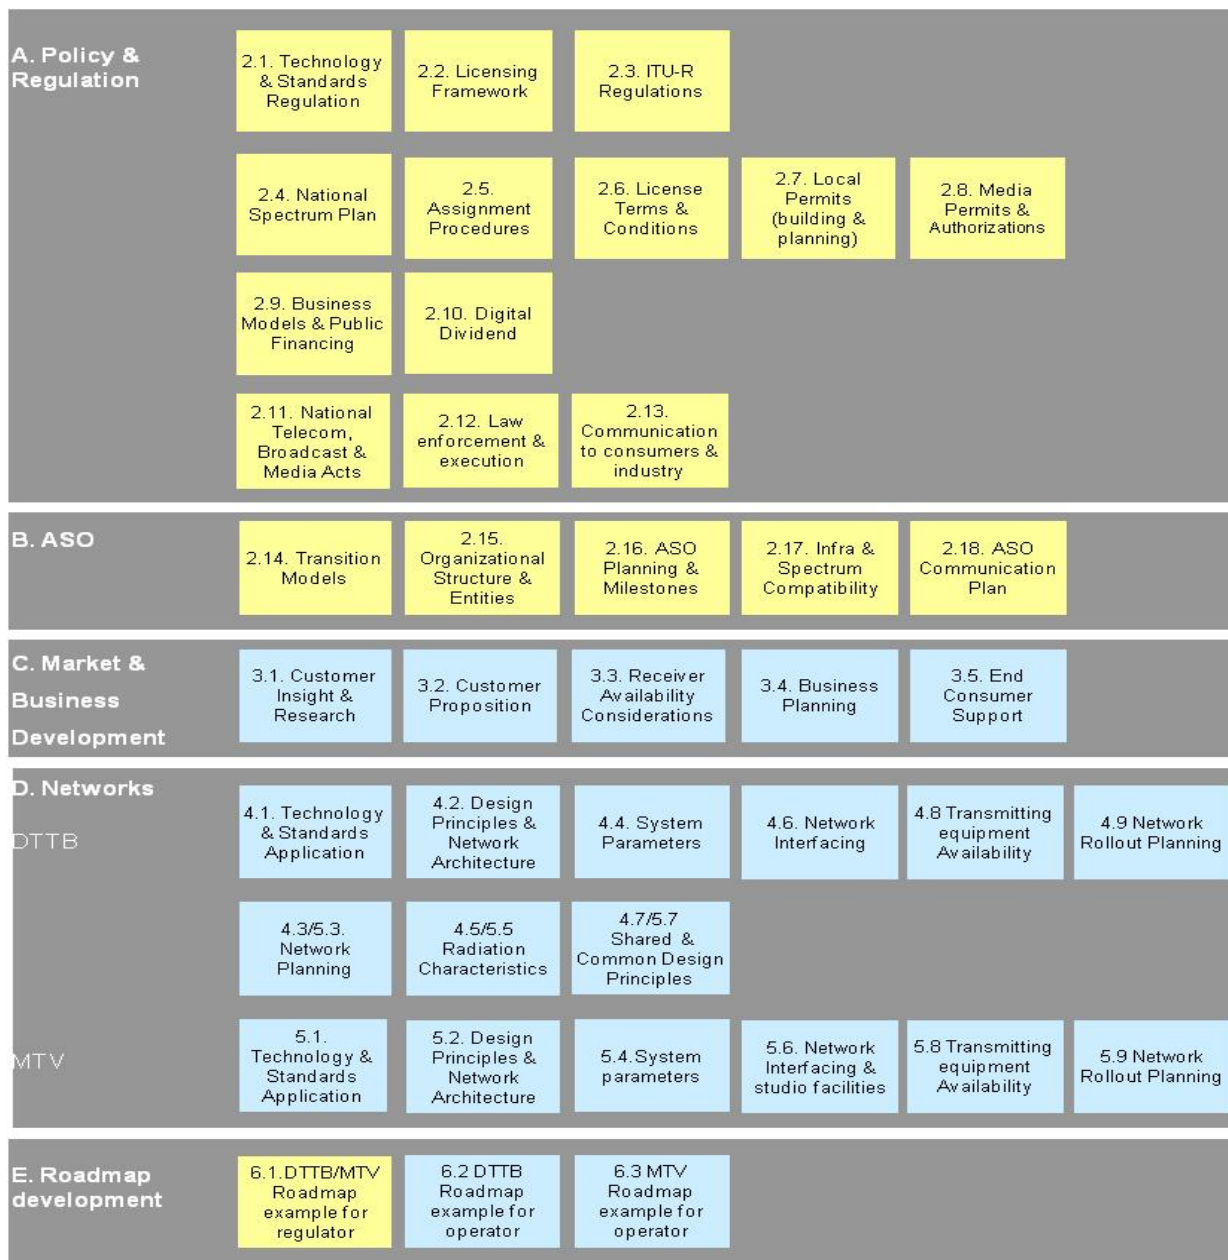 A. Policy &
Regulation
2.1. Technology
& Standards
Regulation
2.2. Licensing
Framework
2.3. ITU-R
Regulations
2.4. National
Spectrum Plan
2.5.
Assignment
Procedures
2.6. License
Terms &
Conditions
2.7. Local
Permits
(building &
planning)
2.8. Media
Permits &
Authorizations
2.9. Business
Models & Public
Financing
2.10. Digital
Dividend
2.11. National
Telecom,
Broadcast &
Media Acts
2.12. Law
enforcement &
execution
2.13.
Communication
to consumers &
industry
B. ASO
2.14. Transition
Models
2.15.
Organizational
Structure &
Entities
2.16. ASO
Planning &
Milestones
2.17. Infra &
Spectrum
Compatibility
2.18. ASO
Communication
Plan
C. Market &
Business
Development
3.1. Customer
Insight &
Research
3.2. Customer
Proposition
3.3. Receiver
Availability
Considerations
3.4. Business
Planning
3.5. End
Consumer
Support
D. Networks
DTTB
4.1. Technology
& Standards
Application
4.2. Design
Principles &
Network
Architecture
4.4. System
Parameters
4.6. Network
Interfacing
4.8 Transmitting
equipment
Availability
4.9 Network
Rollout Planning
4.3/5.3.
Network
Planning
4.5/5.5
Radiation
Characteristics
4.7/5.7
Shared &
Common Design
Principles
MTV
5.1.
Technology &
Standards
Application
5.2. Design
Principles &
Network
Architecture
5.4.System
parameters
5.6. Network
Interfacing &
studio facilities
5.8 Transmitting
equipment
Availability
5.9 Network
Rollout Planning
E. Roadmap
development
6.1.DTTB/MTV
Roadmap
example for
regulator
6.2 DTTB
Roadmap
example for
operator
6.3 MTV
Roadmap
example for
operator